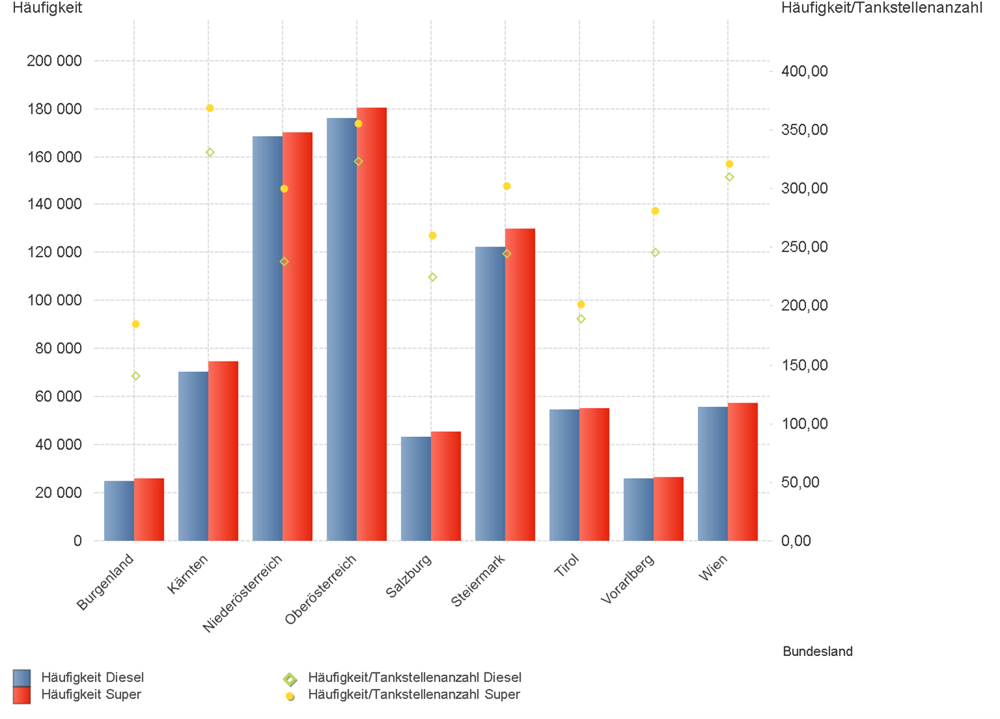 Häufigkeit
Häufigkeit/Tankstellenanzahl
200 000
180 000
160 000
140 000
120 000
100 000
80 000
60 000
40 000
20 000
0
400,00
350,00
300,00
250,00
200,00
150,00
100,00
50,00
0,00
Burgenland
Kärnten
Niederösterreich
Oberösterreich
Salzburg
Steiermark
Tirol
Vorarlberg
Wien
Bundesland
Häufigkeit Diesel
Häufigkeit Super
Häufigkeit/Tankstellenanzahl Diesel
Häufigkeit/Tankstellenanzahl Super